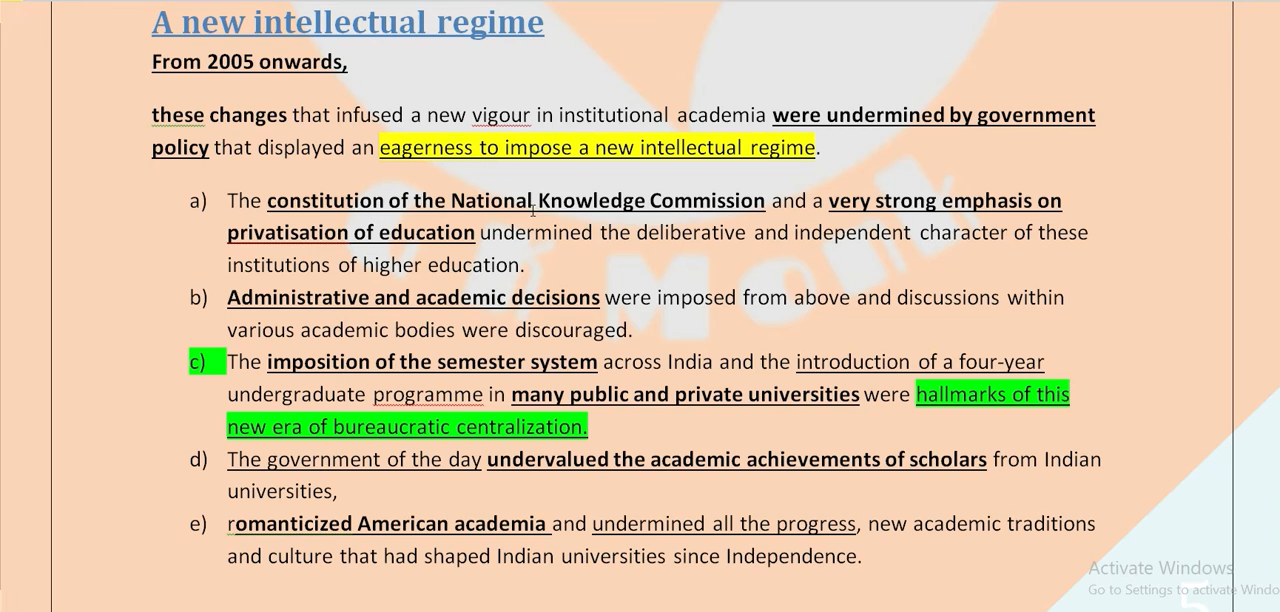 A new intellectual regime
From 2005 onwards,
these changes that infused a new vigour in institutional academia were undermined by government
policy that displayed an eagerness to impose a new intellectual regime.
a) The constitution of the National Knowledge Commission and a very strong emphasis on
privatisation of education undermined the deliberative and independent character of these
institutions of higher education.
b) Administrative and academic decisions were imposed from above and discussions within
various academic bodies were discouraged.
c) The imposition of the semester system across India and the introduction of a four-year
undergraduate programme in many public and private universities were hallmarks of this
new era of bureaucratic centralization.
d) The government of the day undervalued the academic achievements of scholars from Indian
universities,
e) romanticized American academia and undermined all the progress, new academic traditions
and culture that had shaped Indian universities since Independence.
Activate Windows
Go to Settings to activate Windo
5